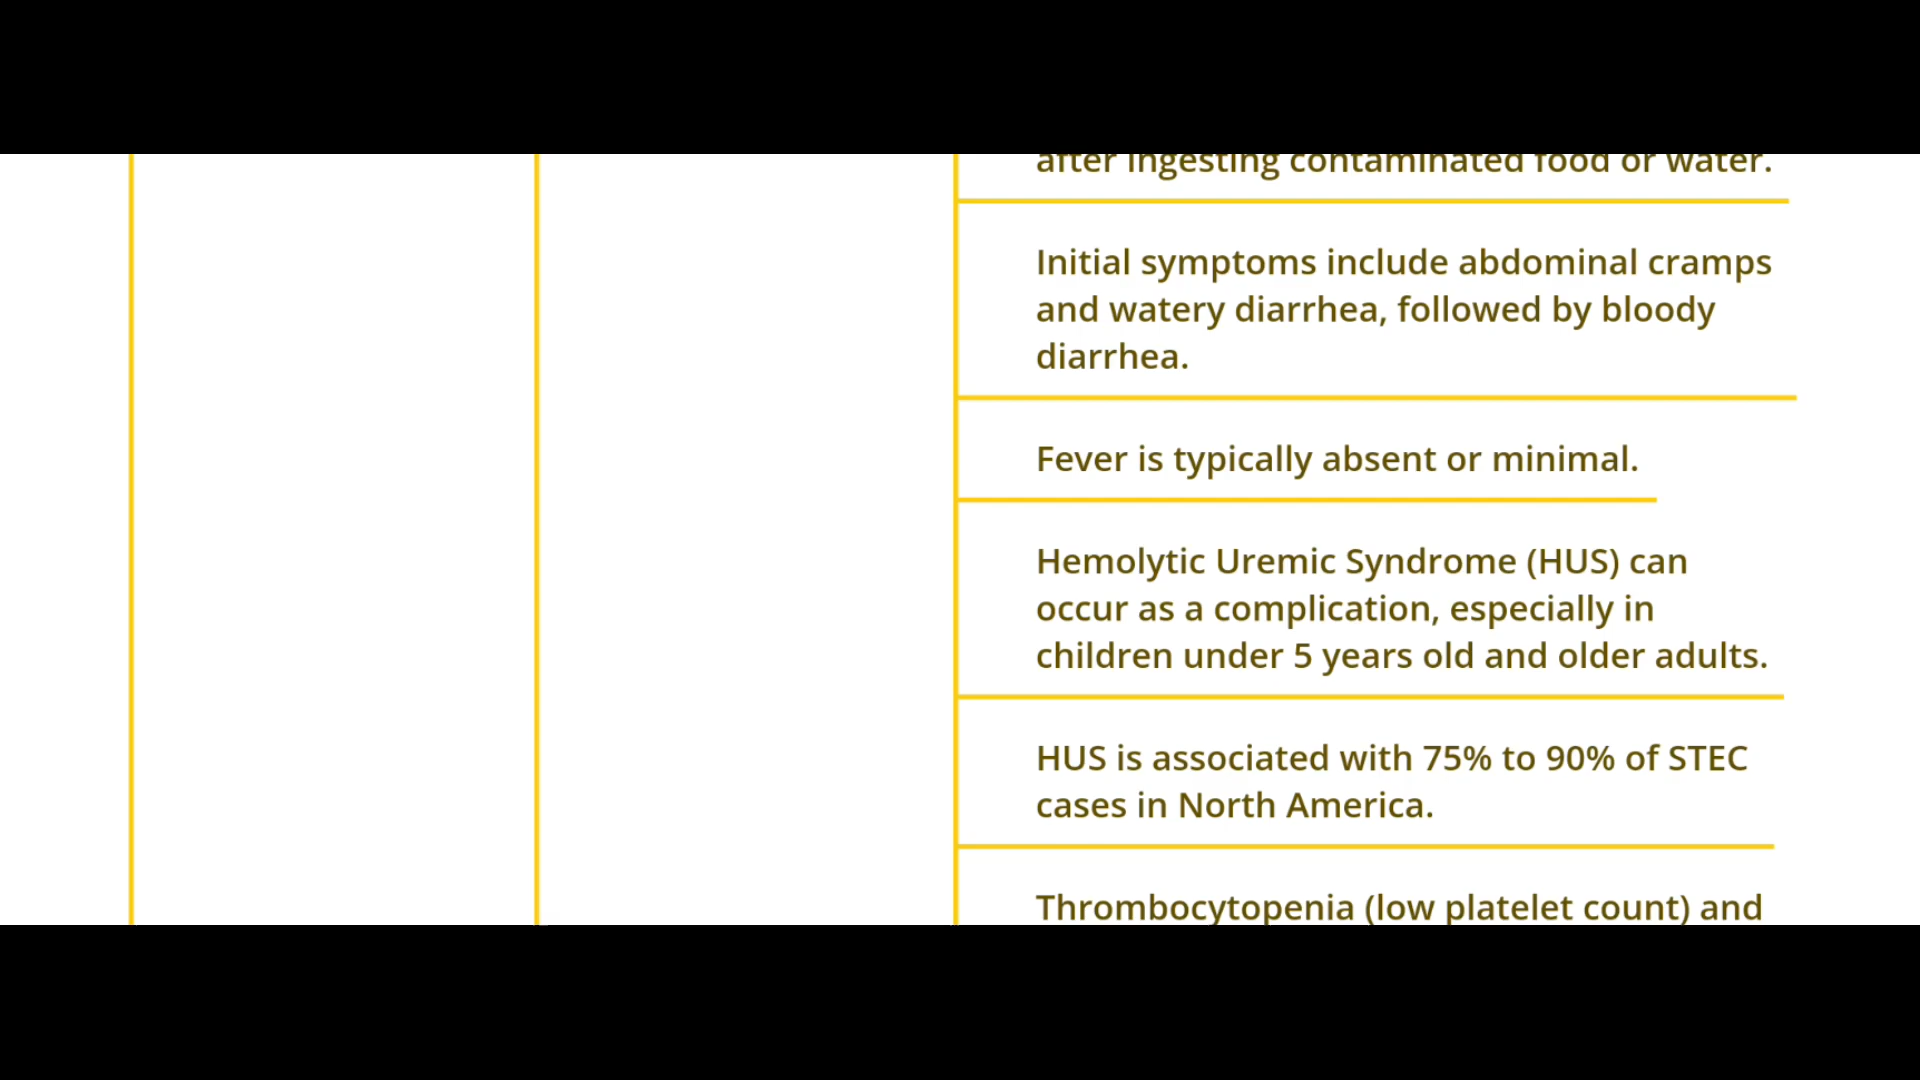 after ingesting contaminated food or water.
Initial symptoms include abdominal cramps
and watery diarrhea, followed by bloody
diarrhea.
Fever is typically absent or minimal.
Hemolytic Uremic Syndrome (HUS) can
occur as a complication, especially in
children under 5 years old and older adults.
HUS is associated with 75% to 90% of STEC
cases in North America.
Thrombocytopenia (low platelet count) and